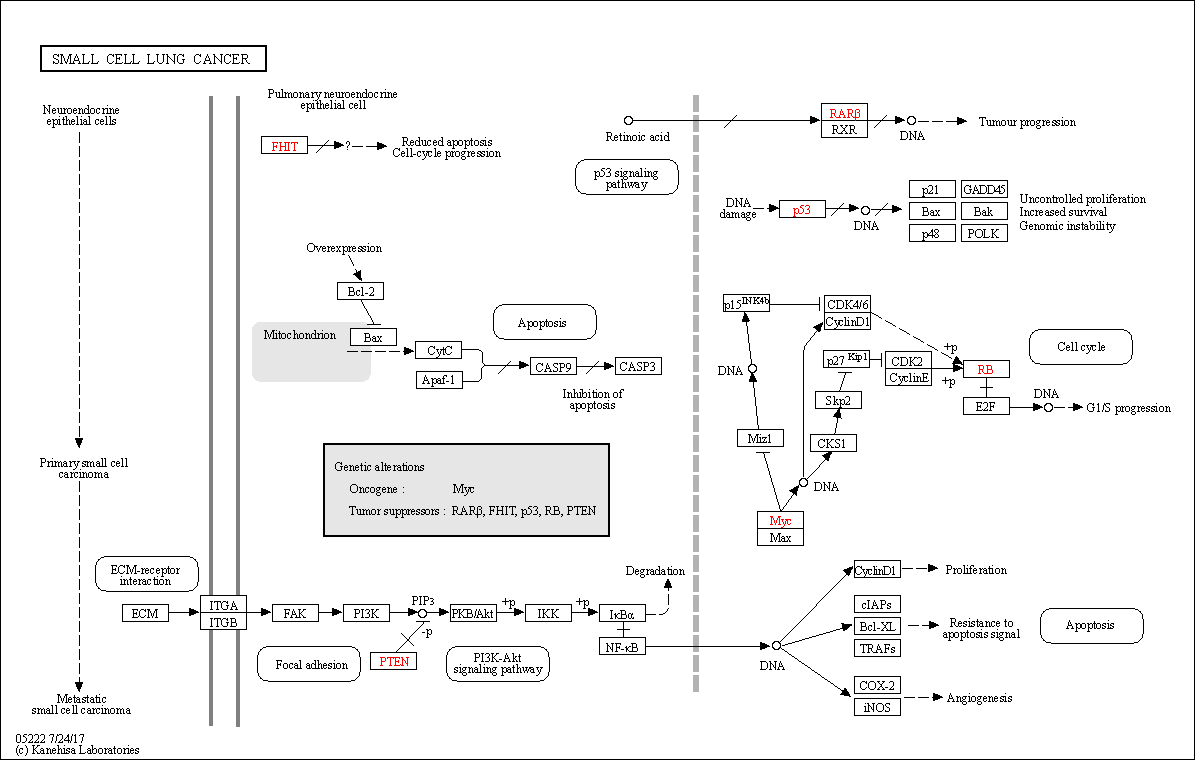 SMALL CELL LUNG CANCER
Neuroendocrine
epithelial cells
Pulmonary neuroendocrine
epithelial cell
FHIT
?
Reduced apoptosis
Cell-cycle progression
Retinoic acid
RARβ
RXR
DNA
Tumour progression
p53 signaling
pathway
DNA
damage
p53
DNA
p21
GADD45
Bax
Bak
p48
POLK
Uncontrolled proliferation
Increased survival
Genomic instability
Overexpression
Bcl-2
Mitochondrion
Bax
Apoptosis
CytC
Apaf-1
CASP9
CASP3
Inhibition of
apoptosis
p15INK4b
CDK4/6
CyclinD1
p27 Kip1
CDK2
CyclinE
+p
+p
RB
Cell cycle
DNA
Skp2
E2F
DNA
G1/S progression
Miz1
CKS1
DNA
Myc
Max
Primary small cell
carcinoma
Genetic alterations
Oncogene : Myc
Tumor suppressors : RARβ, FHIT, p53, RB, PTEN
ECM-receptor
interaction
ECM
ITGA
ITGB
FAK
PI3K
PIP3
-p
PTEN
PKB/Akt
+p
IKK
+p
IκBα
NF-κB
Degradation
Focal adhesion
PI3K-Akt
signaling pathway
DNA
CyclinD1
Proliferation
cIAPs
Bcl-XL
TRAFs
Resistance to
apoptosis signal
Apoptosis
COX-2
iNOS
Angiogenesis
Metastatic
small cell carcinoma
05222 7/24/17
(c) Kanehisa Laboratories